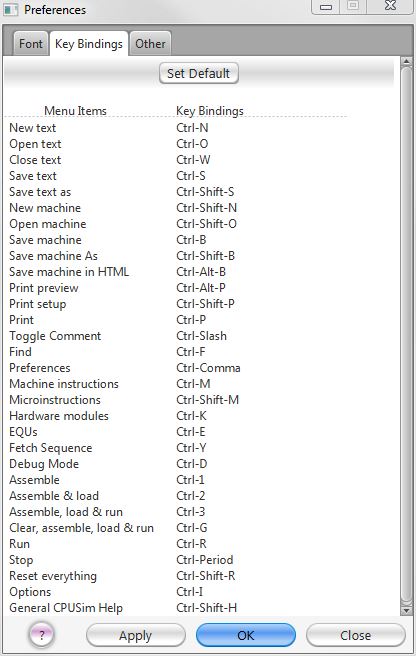 Preferences
Font Key Bindings Other
Set Default
Menu Items Key Bindings
New text Ctrl-N
Open text Ctrl-O
Close text Ctrl-W
Save text Ctrl-S
Save text as Ctrl-Shift-S
New machine Ctrl-Shift-N
Open machine Ctrl-Shift-O
Save machine Ctrl-B
Save machine As Ctrl-Shift-B
Save machine in HTML Ctrl-Alt-B
Print preview Ctrl-Alt-P
Print setup Ctrl-Shift-P
Print Ctrl-P
Toggle Comment Ctrl-Slash
Find Ctrl-F
Preferences Ctrl-Comma
Machine instructions Ctrl-M
Microinstructions Ctrl-Shift-M
Hardware modules Ctrl-K
EQUs Ctrl-E
Fetch Sequence Ctrl-Y
Debug Mode Ctrl-D
Assemble Ctrl-1
Assemble & load Ctrl-2
Assemble, load & run Ctrl-3
Clear, assemble, load & run Ctrl-G
Run Ctrl-R
Stop Ctrl-Period
Reset everything Ctrl-Shift-R
Options Ctrl-I
General CPUSim Help Ctrl-Shift-H
? Apply OK Close